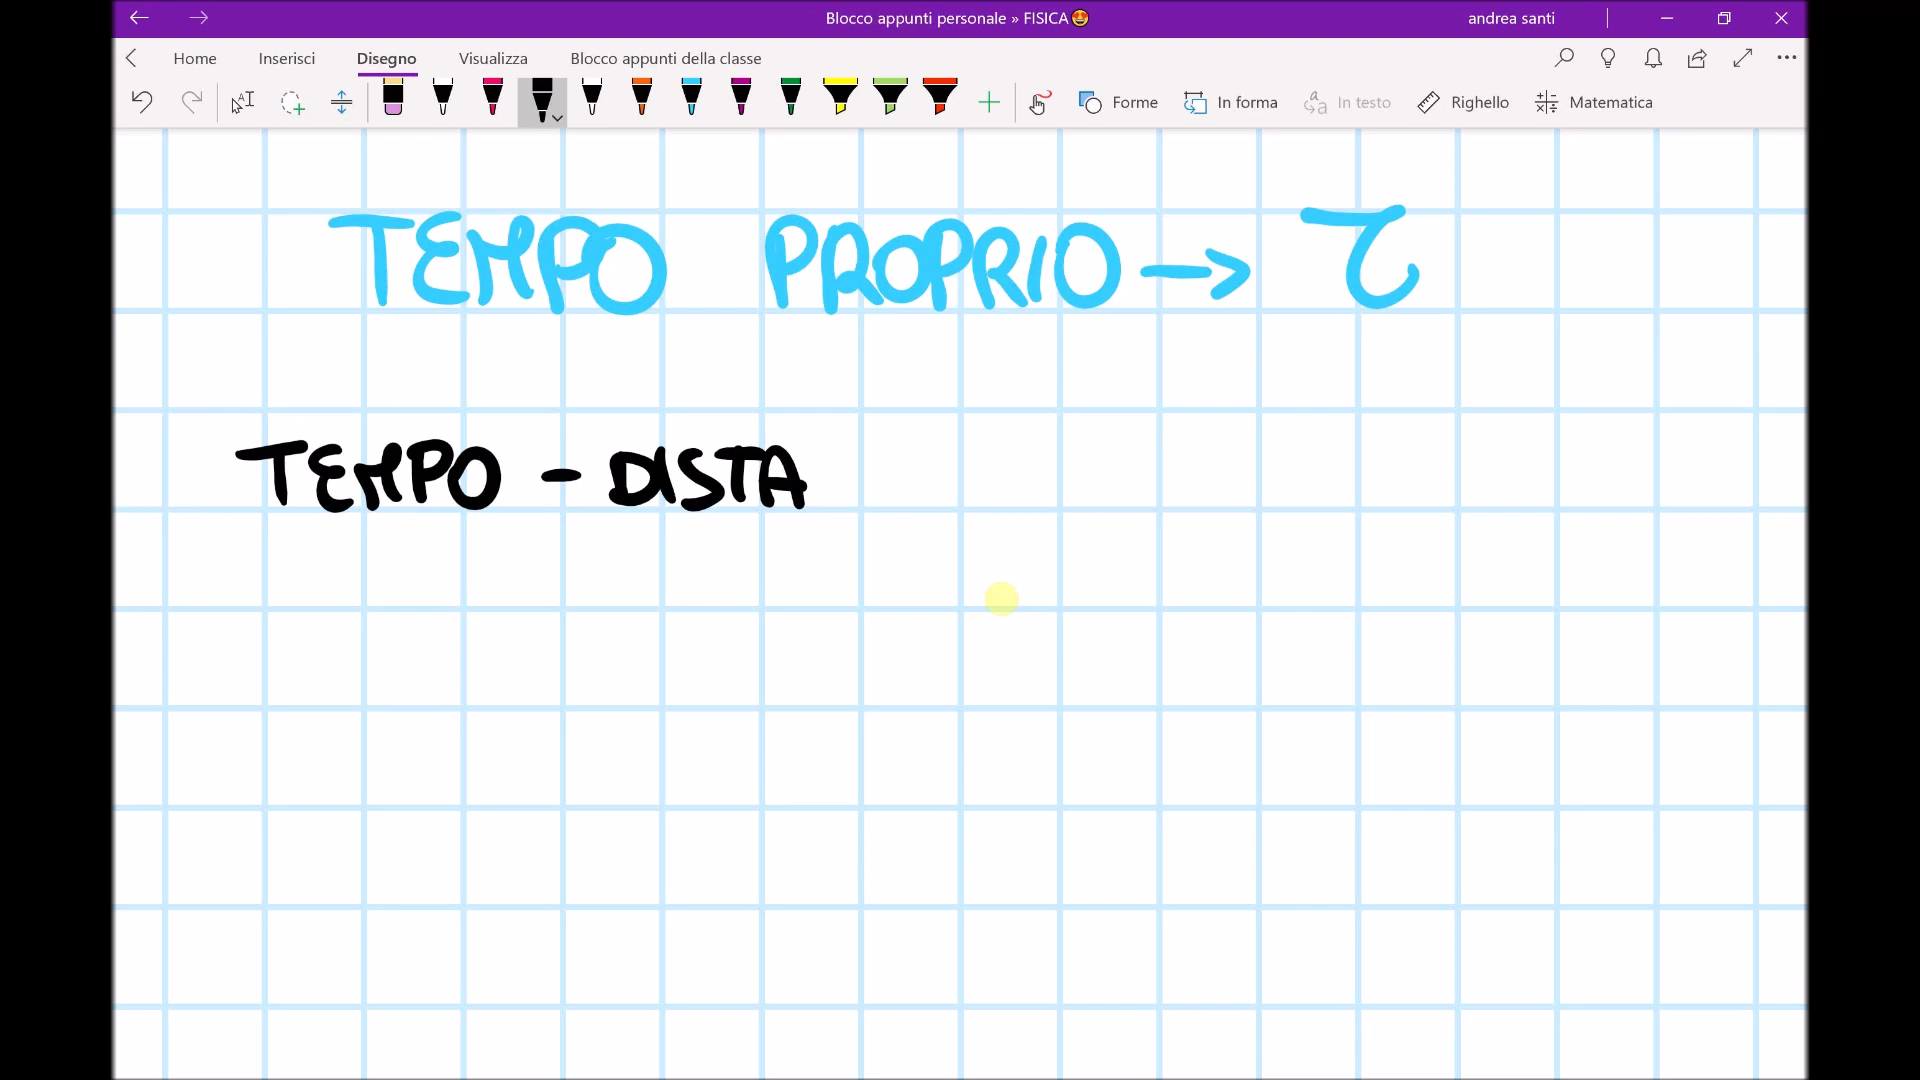 Blocco appunti personale » FISICA😍
andrea santi
Home Inserisci Disegno Visualizza Blocco appunti della classe
Forme In forma In testo Righello Matematica
TEMPO PROPRIO → τ
TEMPO - DISTA